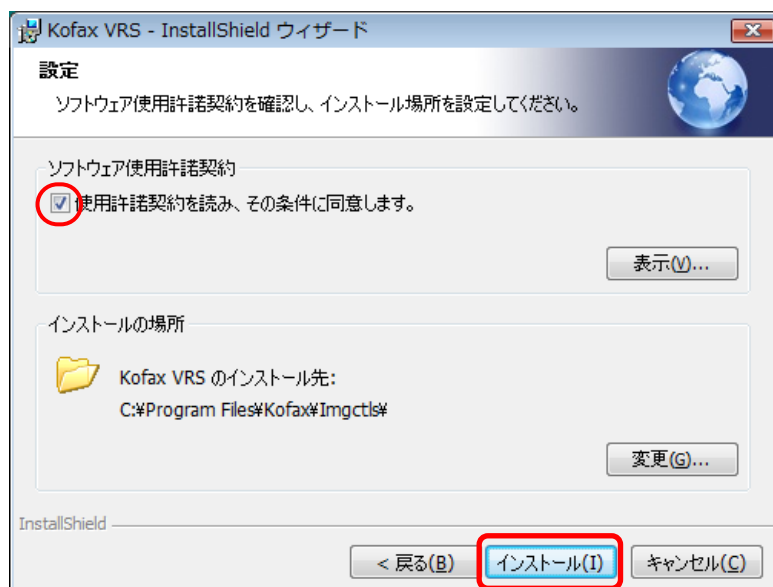 Kofax VRS - InstallShield ウィザード
設定
ソフトウェア使用許諾契約を確認し、インストール場所を設定してください。
ソフトウェア使用許諾契約
使用許諾契約を読み、その条件に同意します。
表示(V)...
インストールの場所
Kofax VRS のインストール先:
C:¥Program Files¥Kofax¥Imgctls¥
変更(G)...
InstallShield
< 戻る(B) インストール(I) キャンセル(C)